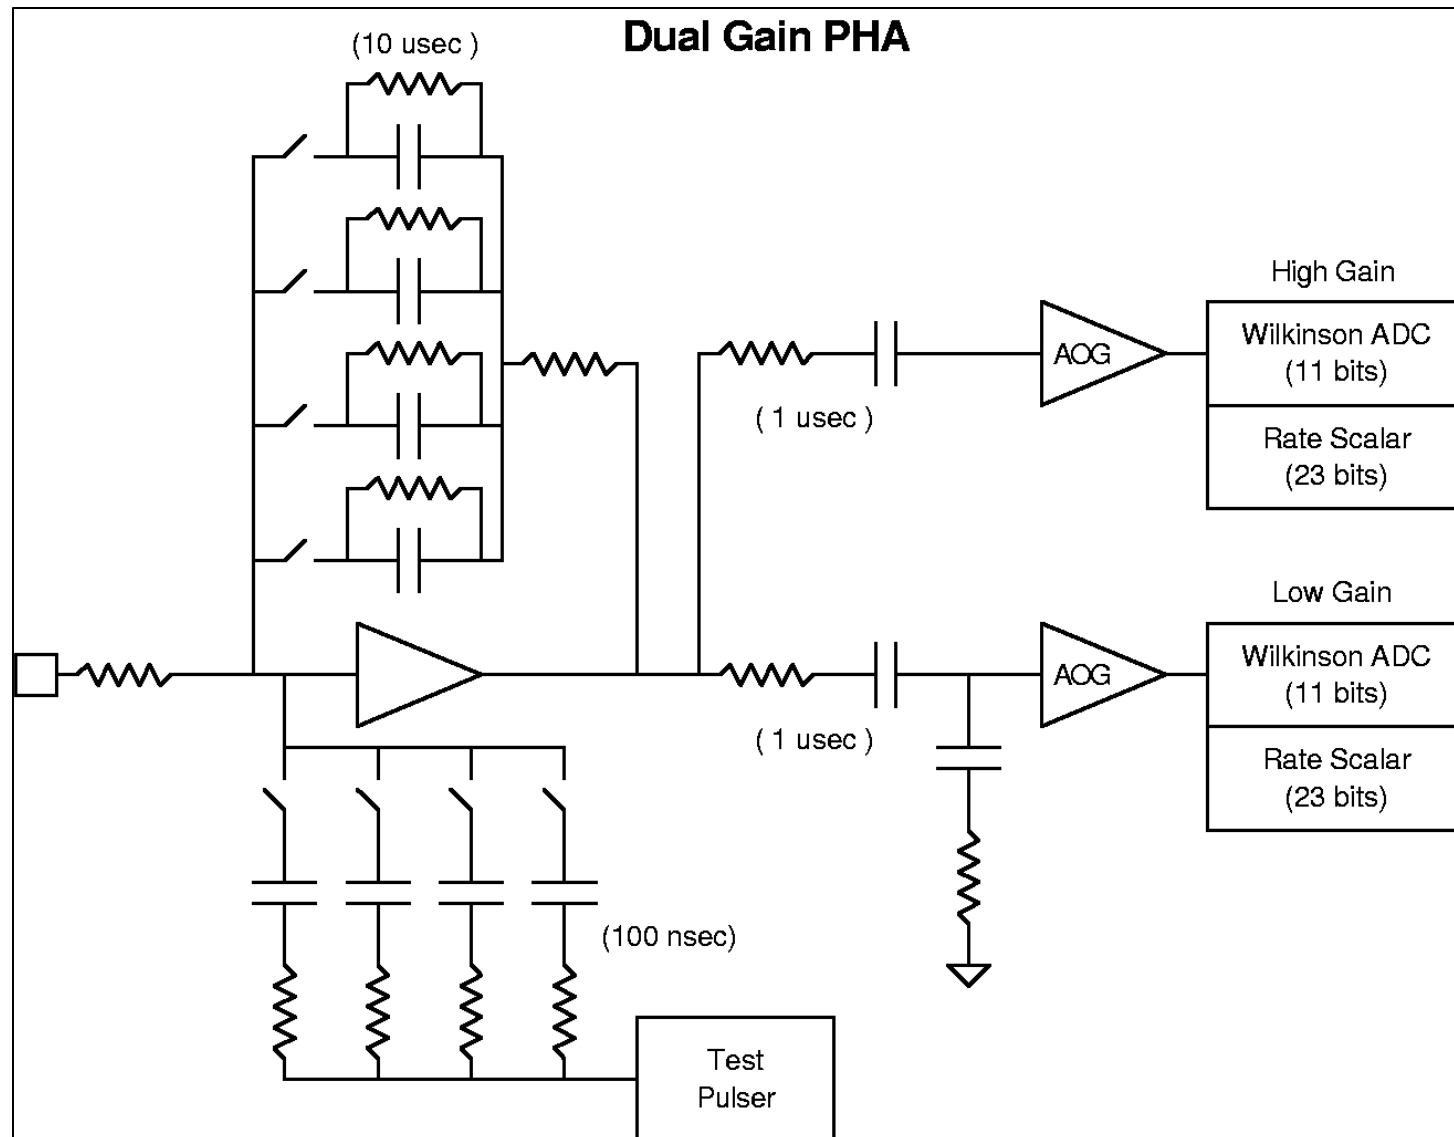 Dual Gain PHA
(10 usec )
High Gain
Wilkinson ADC
(11 bits)
AOG
( 1 usec )
Rate Scalar
(23 bits)
Low Gain
Wilkinson ADC
(11 bits)
AOG
( 1 usec )
Rate Scalar
(23 bits)
(100 nsec)
Test
Pulser